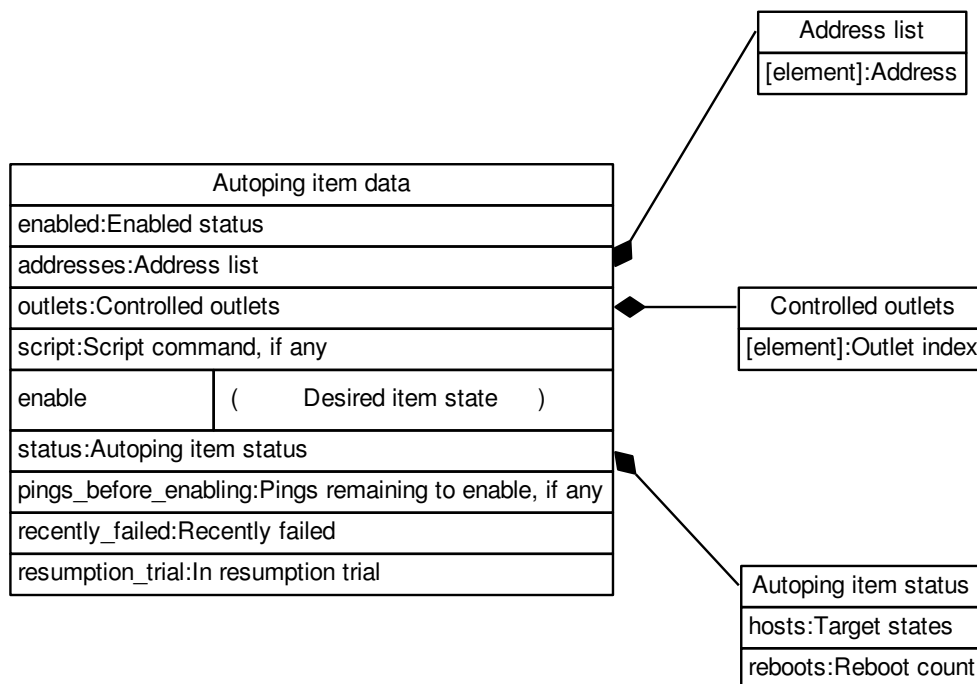 Address list
[element]:Address
Autoping item data
enabled:Enabled status
addresses:Address list
outlets:Controlled outlets
script:Script command, if any
enable ( Desired item state )
status:Autoping item status
pings_before_enabling:Pings remaining to enable, if any
recently_failed:Recently failed
resumption_trial:In resumption trial
Controlled outlets
[element]:Outlet index
Autoping item status
hosts:Target states
reboots:Reboot count